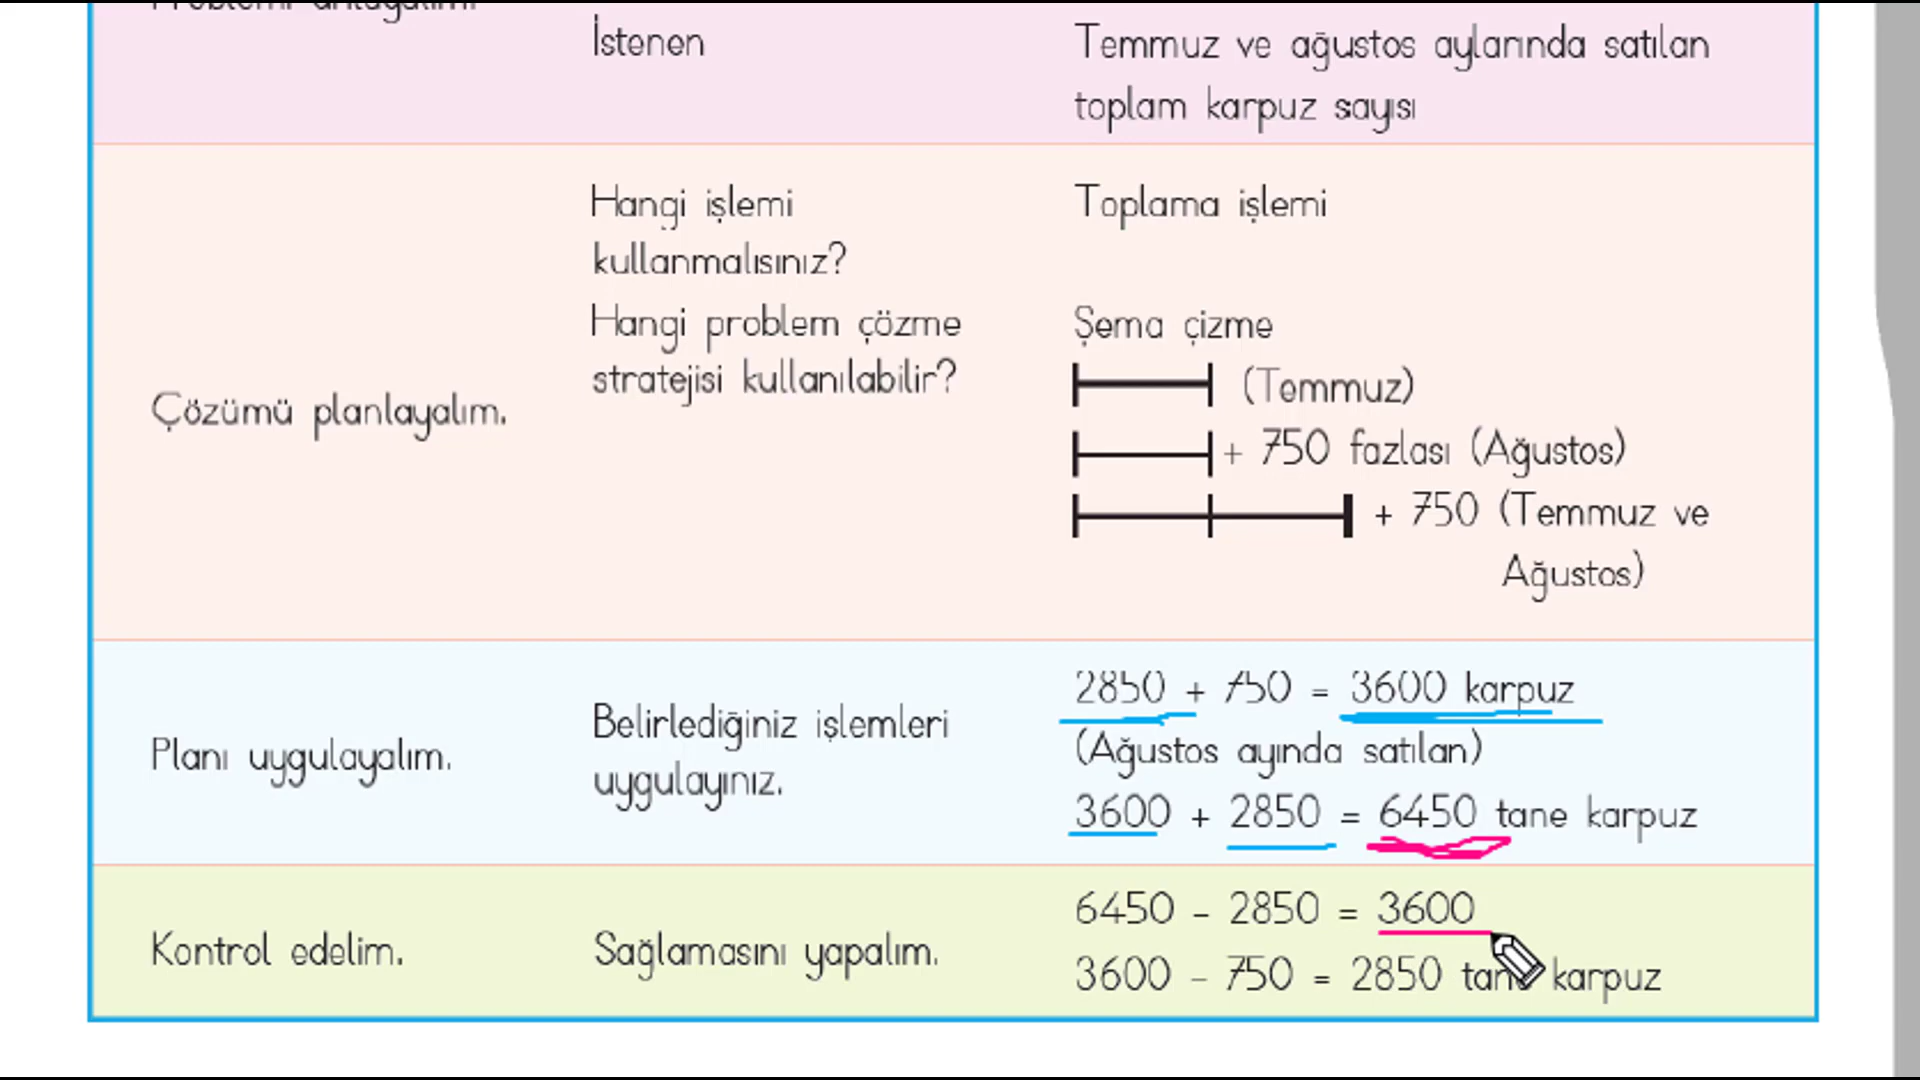 İstenen
Temmuz ve ağustos aylarında satılan
toplam karpuz sayısı
Çözümü planlayalım.
Hangi işlemi
kullanmalısınız?
Toplama işlemi
Hangi problem çözme
stratejisi kullanılabilir?
Şema çizme
(Temmuz)
+ 750 fazlası (Ağustos)
+ 750 (Temmuz ve
Ağustos)
Planı uygulayalım.
Belirlediğiniz işlemleri
uygulayınız.
2850 + 750 = 3600 karpuz
(Ağustos ayında satılan)
3600 + 2850 = 6450 tane karpuz
Kontrol edelim.
Sağlamasını yapalım.
6450 - 2850 = 3600
3600 - 750 = 2850 tane karpuz